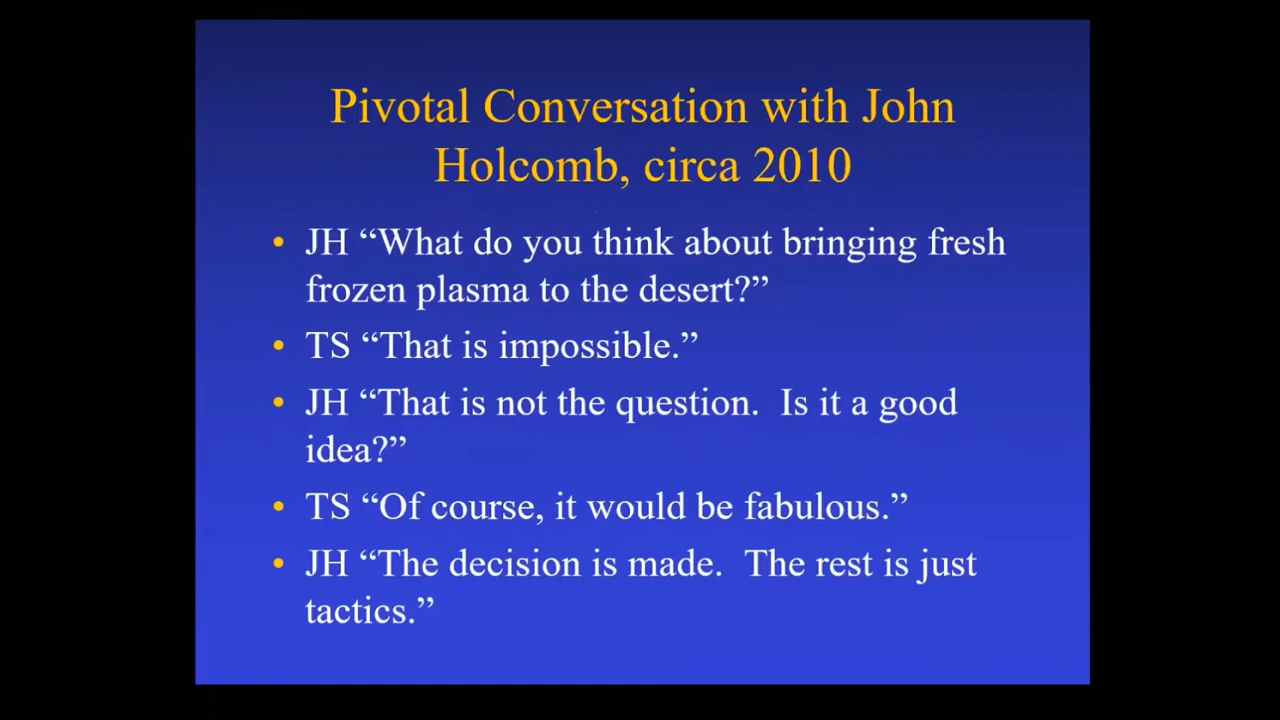 Pivotal Conversation with John
Holcomb, circa 2010
• JH “What do you think about bringing fresh
frozen plasma to the desert?”
• TS “That is impossible.”
• JH “That is not the question.  Is it a good
idea?”
• TS “Of course, it would be fabulous.”
• JH “The decision is made.  The rest is just
tactics.”